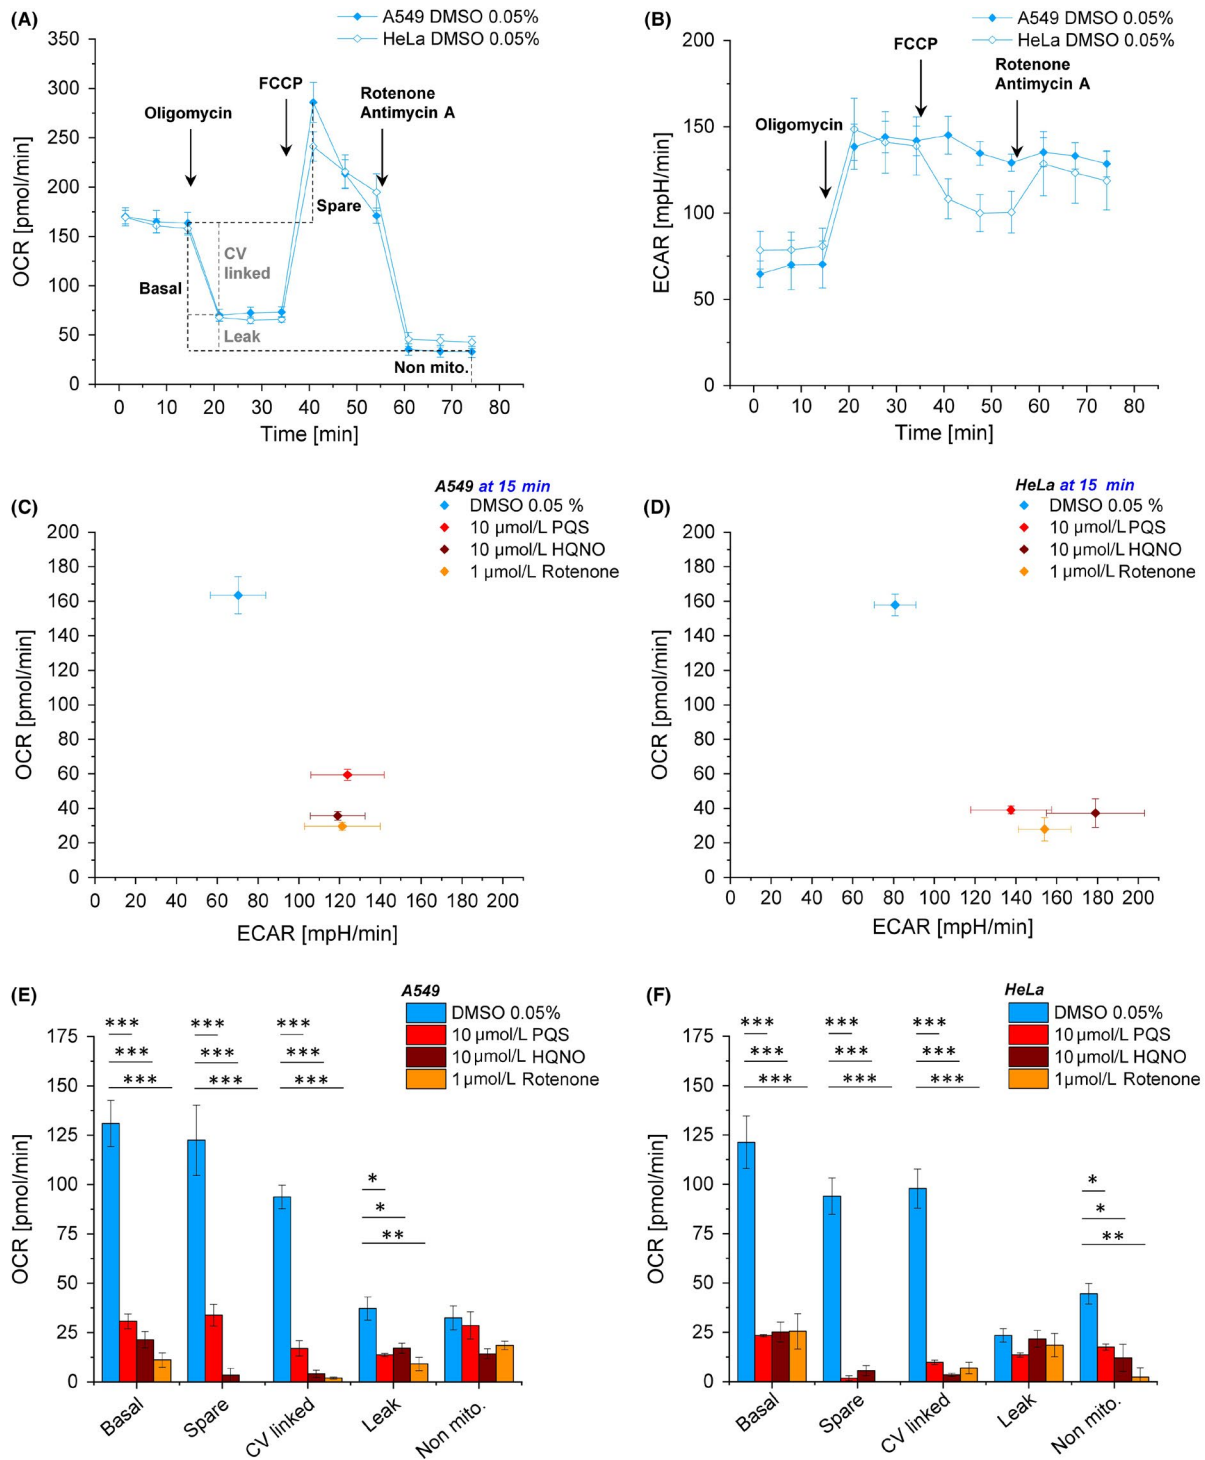 (A)
A549 DMSO 0.05%
HeLa DMSO 0.05%
350
300
250
200
150
100
50
0
OCR [pmol/min]
Oligomycin
FCCP
Rotenone
Antimycin A
Spare
CV
linked
Basal
Leak
Non mito.
0 10 20 30 40 50 60 70 80
Time [min]
(B)
A549 DMSO 0.05%
HeLa DMSO 0.05%
200
150
100
50
0
ECAR [mpH/min]
FCCP
Rotenone
Antimycin A
Oligomycin
0 10 20 30 40 50 60 70 80
Time [min]
(C)
A549 at 15 min
DMSO 0.05 %
10 µmol/L PQS
10 µmol/L HQNO
1 µmol/L Rotenone
200
180
160
140
120
100
80
60
40
20
0
OCR [pmol/min]
0 20 40 60 80 100 120 140 160 180 200
ECAR [mpH/min]
(D)
HeLa at 15 min
DMSO 0.05 %
10 µmol/L PQS
10 µmol/L HQNO
1 µmol/L Rotenone
200
180
160
140
120
100
80
60
40
20
0
OCR [pmol/min]
0 20 40 60 80 100 120 140 160 180 200
ECAR [mpH/min]
(E)
A549
DMSO 0.05%
10 µmol/L PQS
10 µmol/L HQNO
1 µmol/L Rotenone
175
150
125
100
75
50
25
0
OCR [pmol/min]
*** *** ***
*** *** ***
*** *** ***
*
*
**
Basal Spare CV linked Leak Non mito.
(F)
HeLa
DMSO 0.05%
10 µmol/L PQS
10 µmol/L HQNO
1 µmol/L Rotenone
175
150
125
100
75
50
25
0
OCR [pmol/min]
*** *** ***
*** *** ***
*** *** ***
*
*
**
Basal Spare CV linked Leak Non mito.